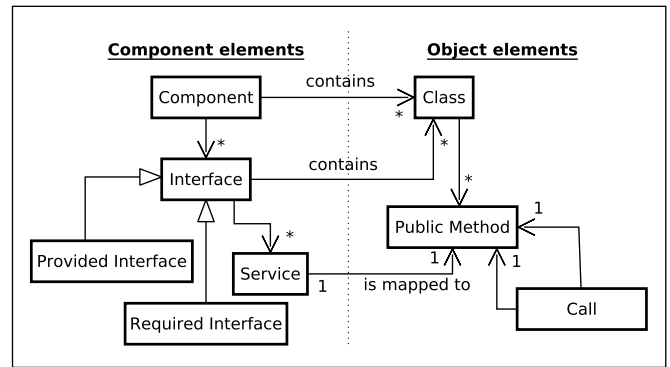 Component elements
Object elements
Component
contains
*
Class
*
Interface
contains
*
*
Provided Interface
Required Interface
*
Service
1
is mapped to
1
Public Method
1
1
Call